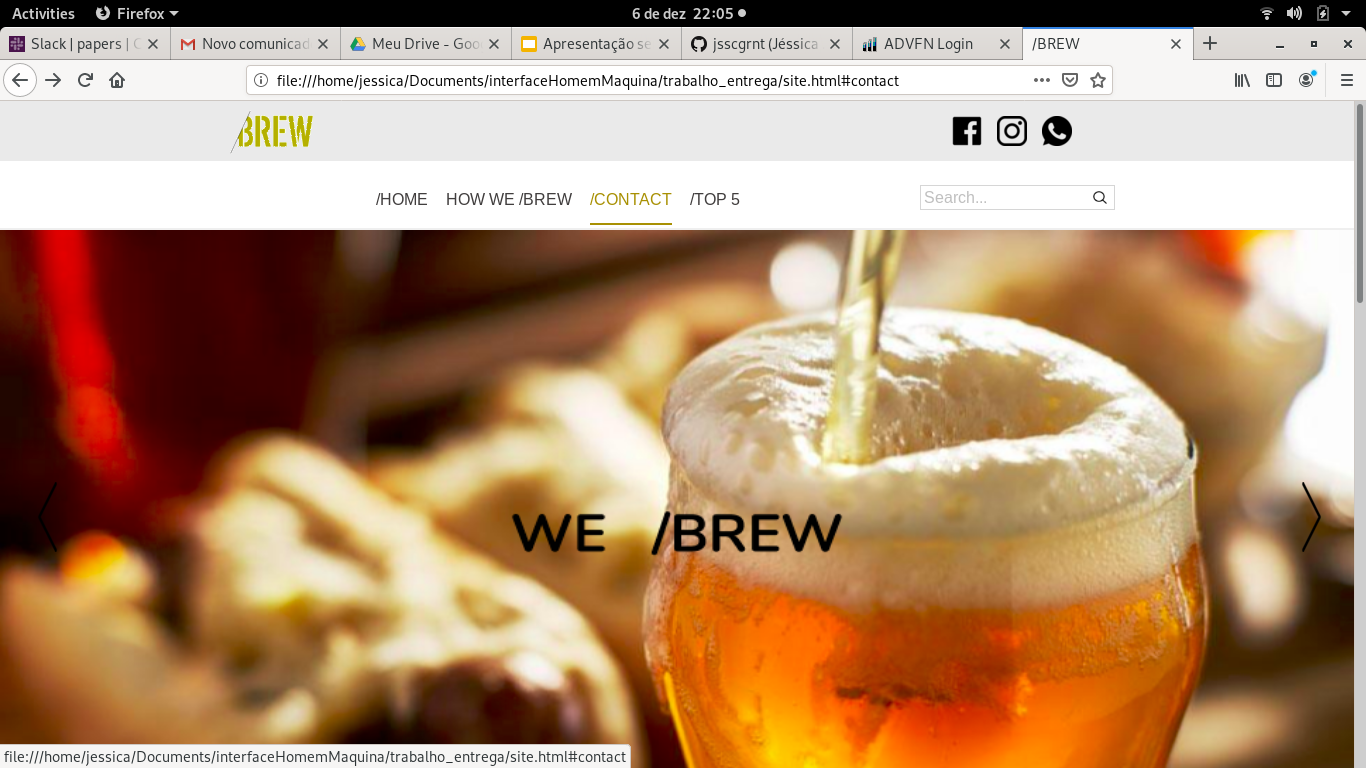 Activities Firefox 6 de dez 22:05
Slack | papers | C Novo comunicad Meu Drive - Goo Apresentação se jsscgrnt (Jéssica ADVFN Login /BREW
file:///home/jessica/Documents/interfaceHomemMaquina/trabalho_entrega/site.html#contact
/BREW
/HOME HOW WE /BREW /CONTACT /TOP 5 Search...
WE /BREW
file:///home/jessica/Documents/interfaceHomemMaquina/trabalho_entrega/site.html#contact